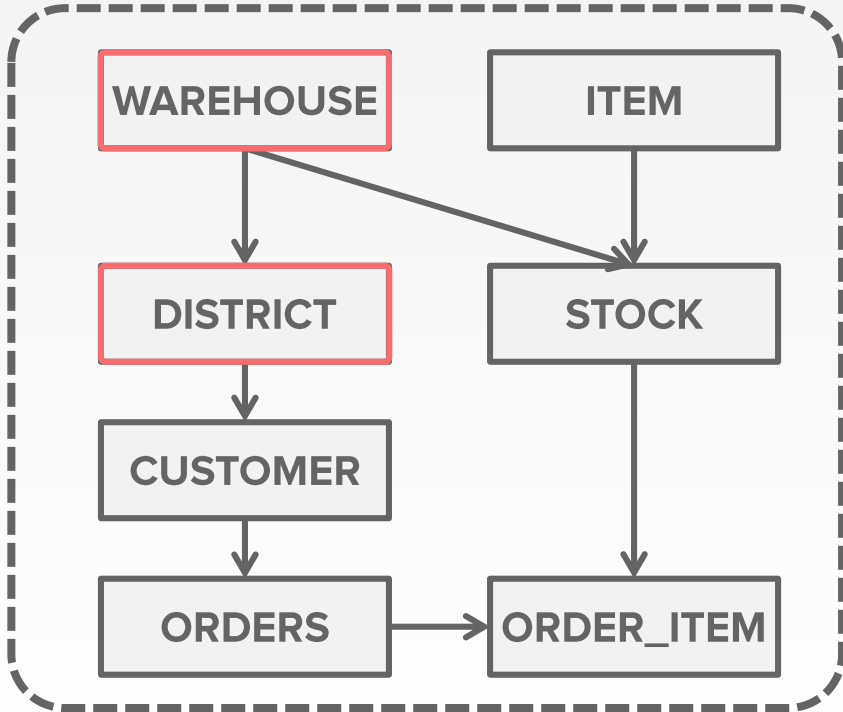 WAREHOUSE
ITEM
DISTRICT
STOCK
CUSTOMER
ORDERS
ORDER_ITEM